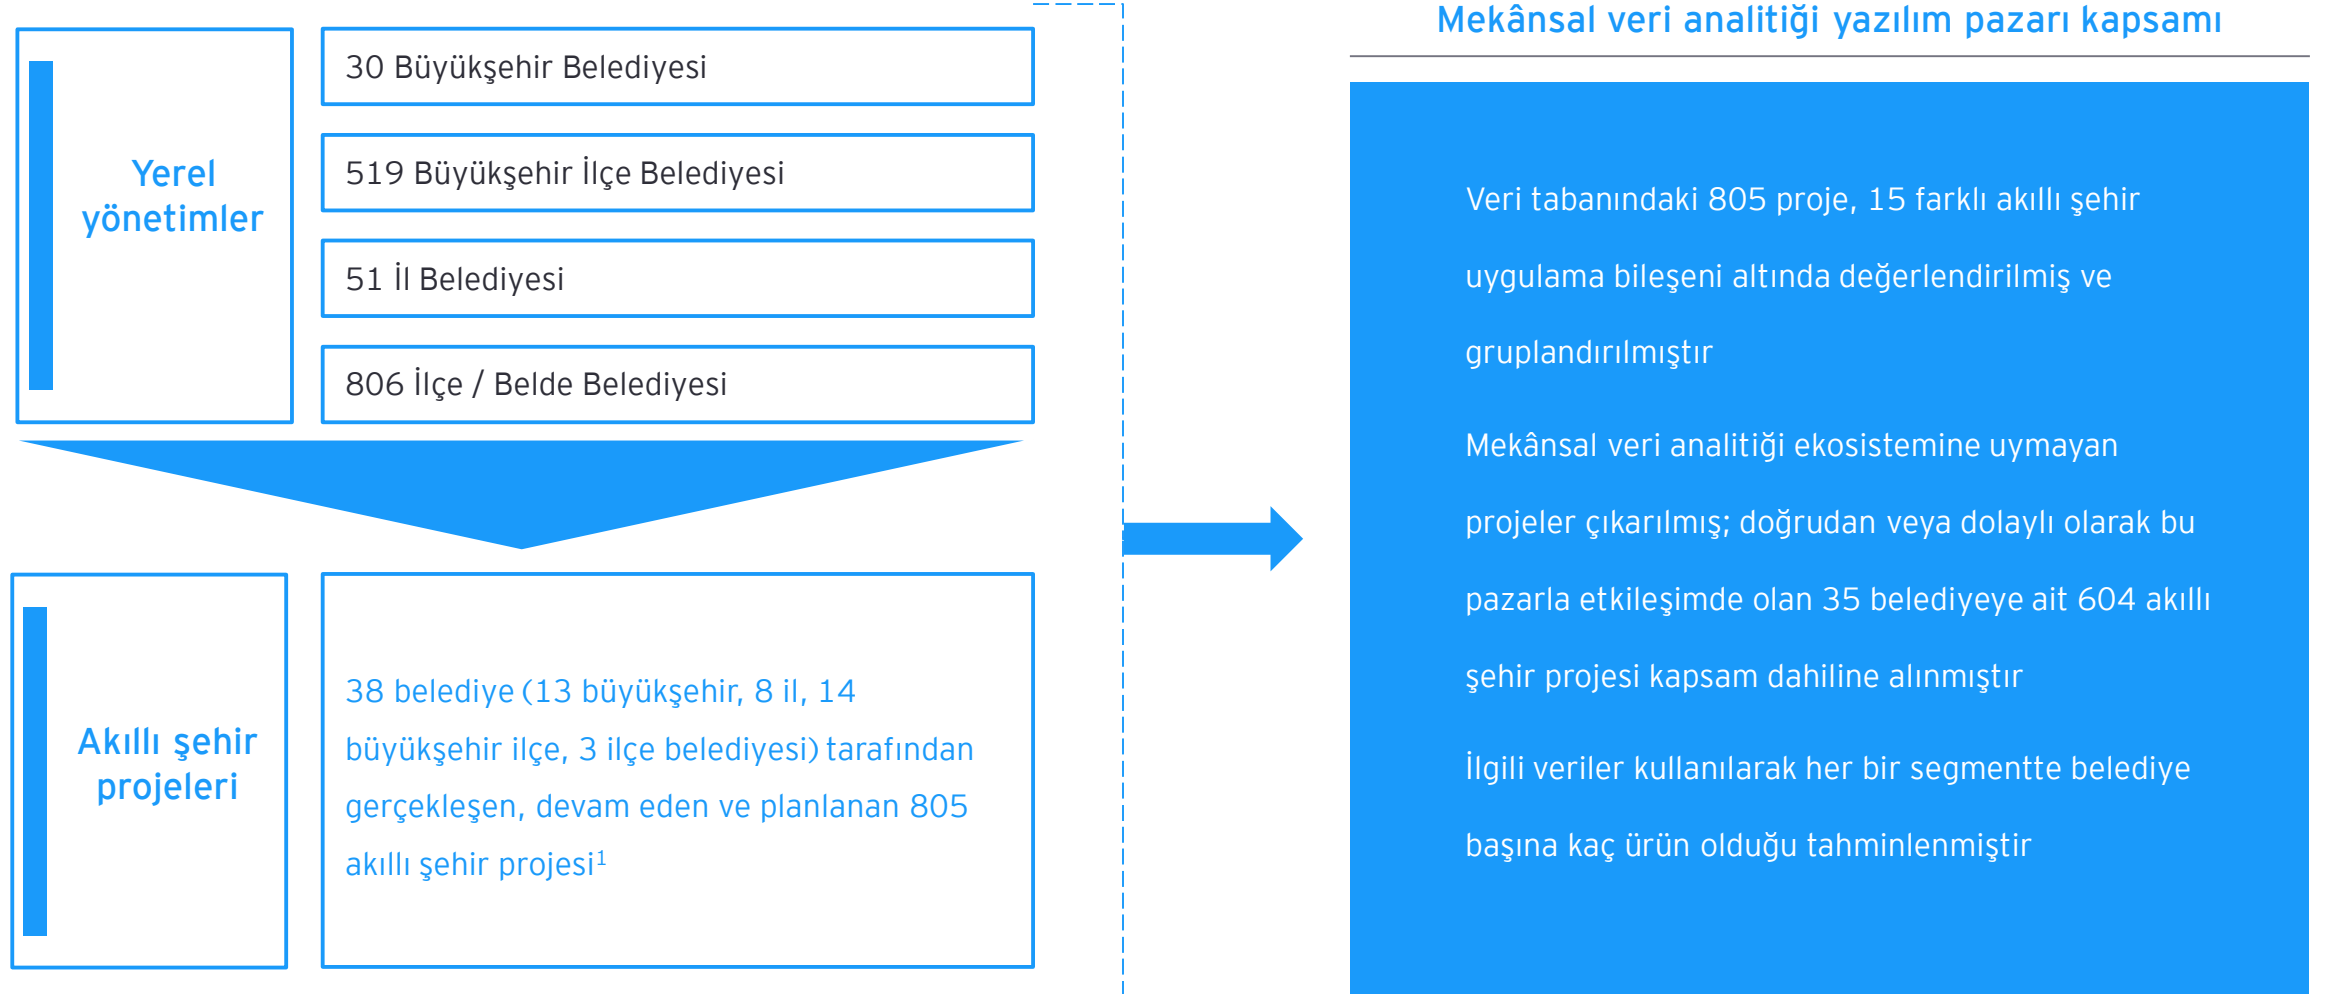 Yerel
yönetimler
30 Büyükşehir Belediyesi
519 Büyükşehir İlçe Belediyesi
51 İl Belediyesi
806 İlçe / Belde Belediyesi
Akıllı şehir
projeleri
38 belediye (13 büyükşehir, 8 il, 14
büyükşehir ilçe, 3 ilçe belediyesi) tarafından
gerçekleşen, devam eden ve planlanan 805
akıllı şehir projesi¹
Mekânsal veri analitiği yazılım pazarı kapsamı
Veri tabanındaki 805 proje, 15 farklı akıllı şehir
uygulama bileşeni altında değerlendirilmiş ve
gruplandırılmıştır
Mekânsal veri analitiği ekosistemine uymayan
projeler çıkarılmış; doğrudan veya dolaylı olarak bu
pazarla etkileşimde olan 35 belediyeye ait 604 akıllı
şehir projesi kapsam dahiline alınmıştır
İlgili veriler kullanılarak her bir segmentte belediye
başına kaç ürün olduğu tahminlenmiştir